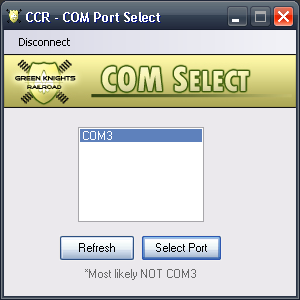 CCR - COM Port Select
Disconnect
GREEN KNIGHTS
RAILROAD
COM SELECT
COM3
Refresh
Select Port
*Most likely NOT COM3